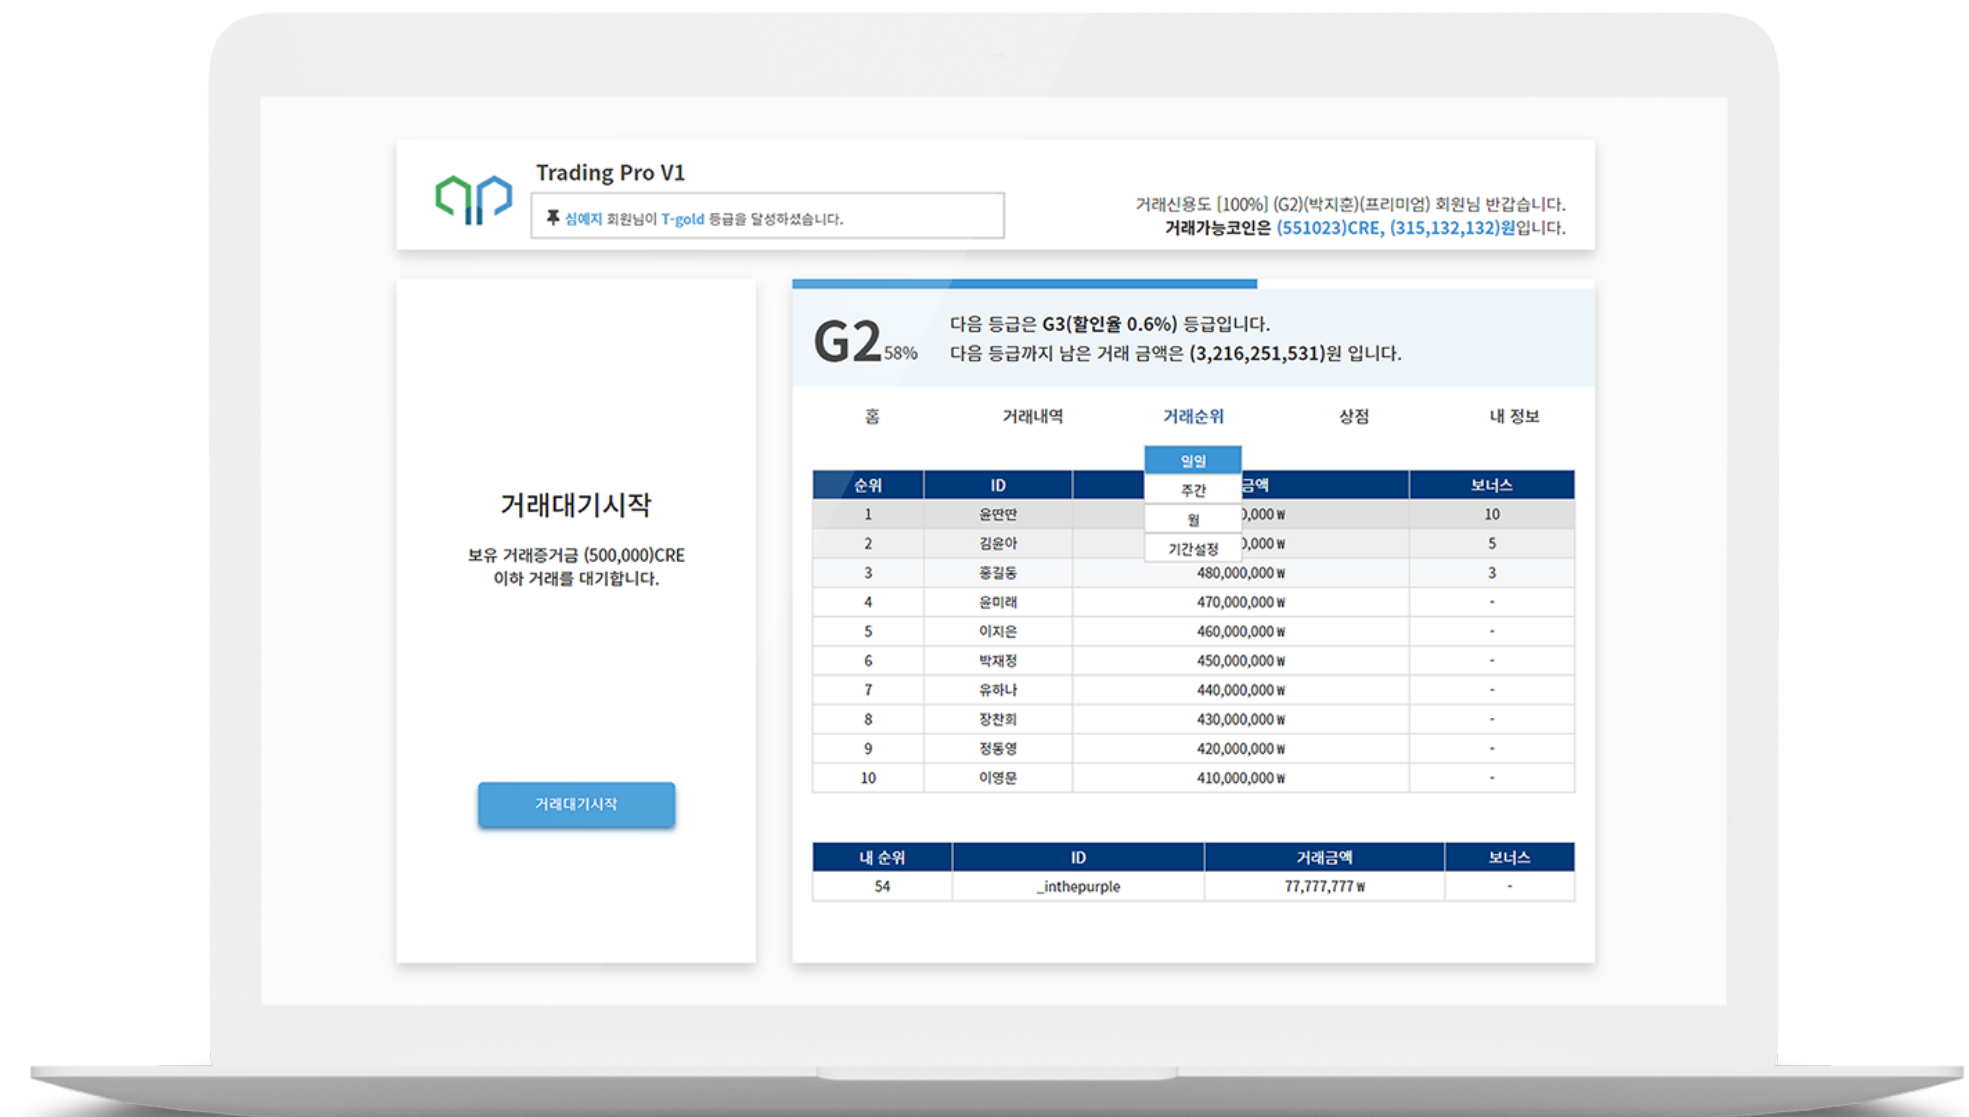 Trading Pro V1
심예지 회원님이 T-gold 등급을 달성하셨습니다.
거래신용도 [100%] (G2)(박지훈)(프리미엄) 회원님 반갑습니다.
거래가능코인은 (551023)CRE, (315,132,132)원입니다.
거래대기시작
보유 거래증거금 (500,000)CRE
이하 거래를 대기합니다.
거래대기시작
G2 58%
다음 등급은 G3(할인율 0.6%) 등급입니다.
다음 등급까지 남은 거래 금액은 (3,216,251,531)원 입니다.
홈 거래내역 거래순위 상점 내 정보
일일
주간
월
기간설정
순위 ID 금액 보너스
1 윤딴딴 0,000 ₩ 10
2 김윤아 0,000 ₩ 5
3 홍길동 480,000,000 ₩ 3
4 윤미래 470,000,000 ₩ -
5 이지은 460,000,000 ₩ -
6 박재정 450,000,000 ₩ -
7 유하나 440,000,000 ₩ -
8 장찬희 430,000,000 ₩ -
9 정동영 420,000,000 ₩ -
10 이영문 410,000,000 ₩ -
내 순위 ID 거래금액 보너스
54 _inthepurple 77,777,777 ₩ -